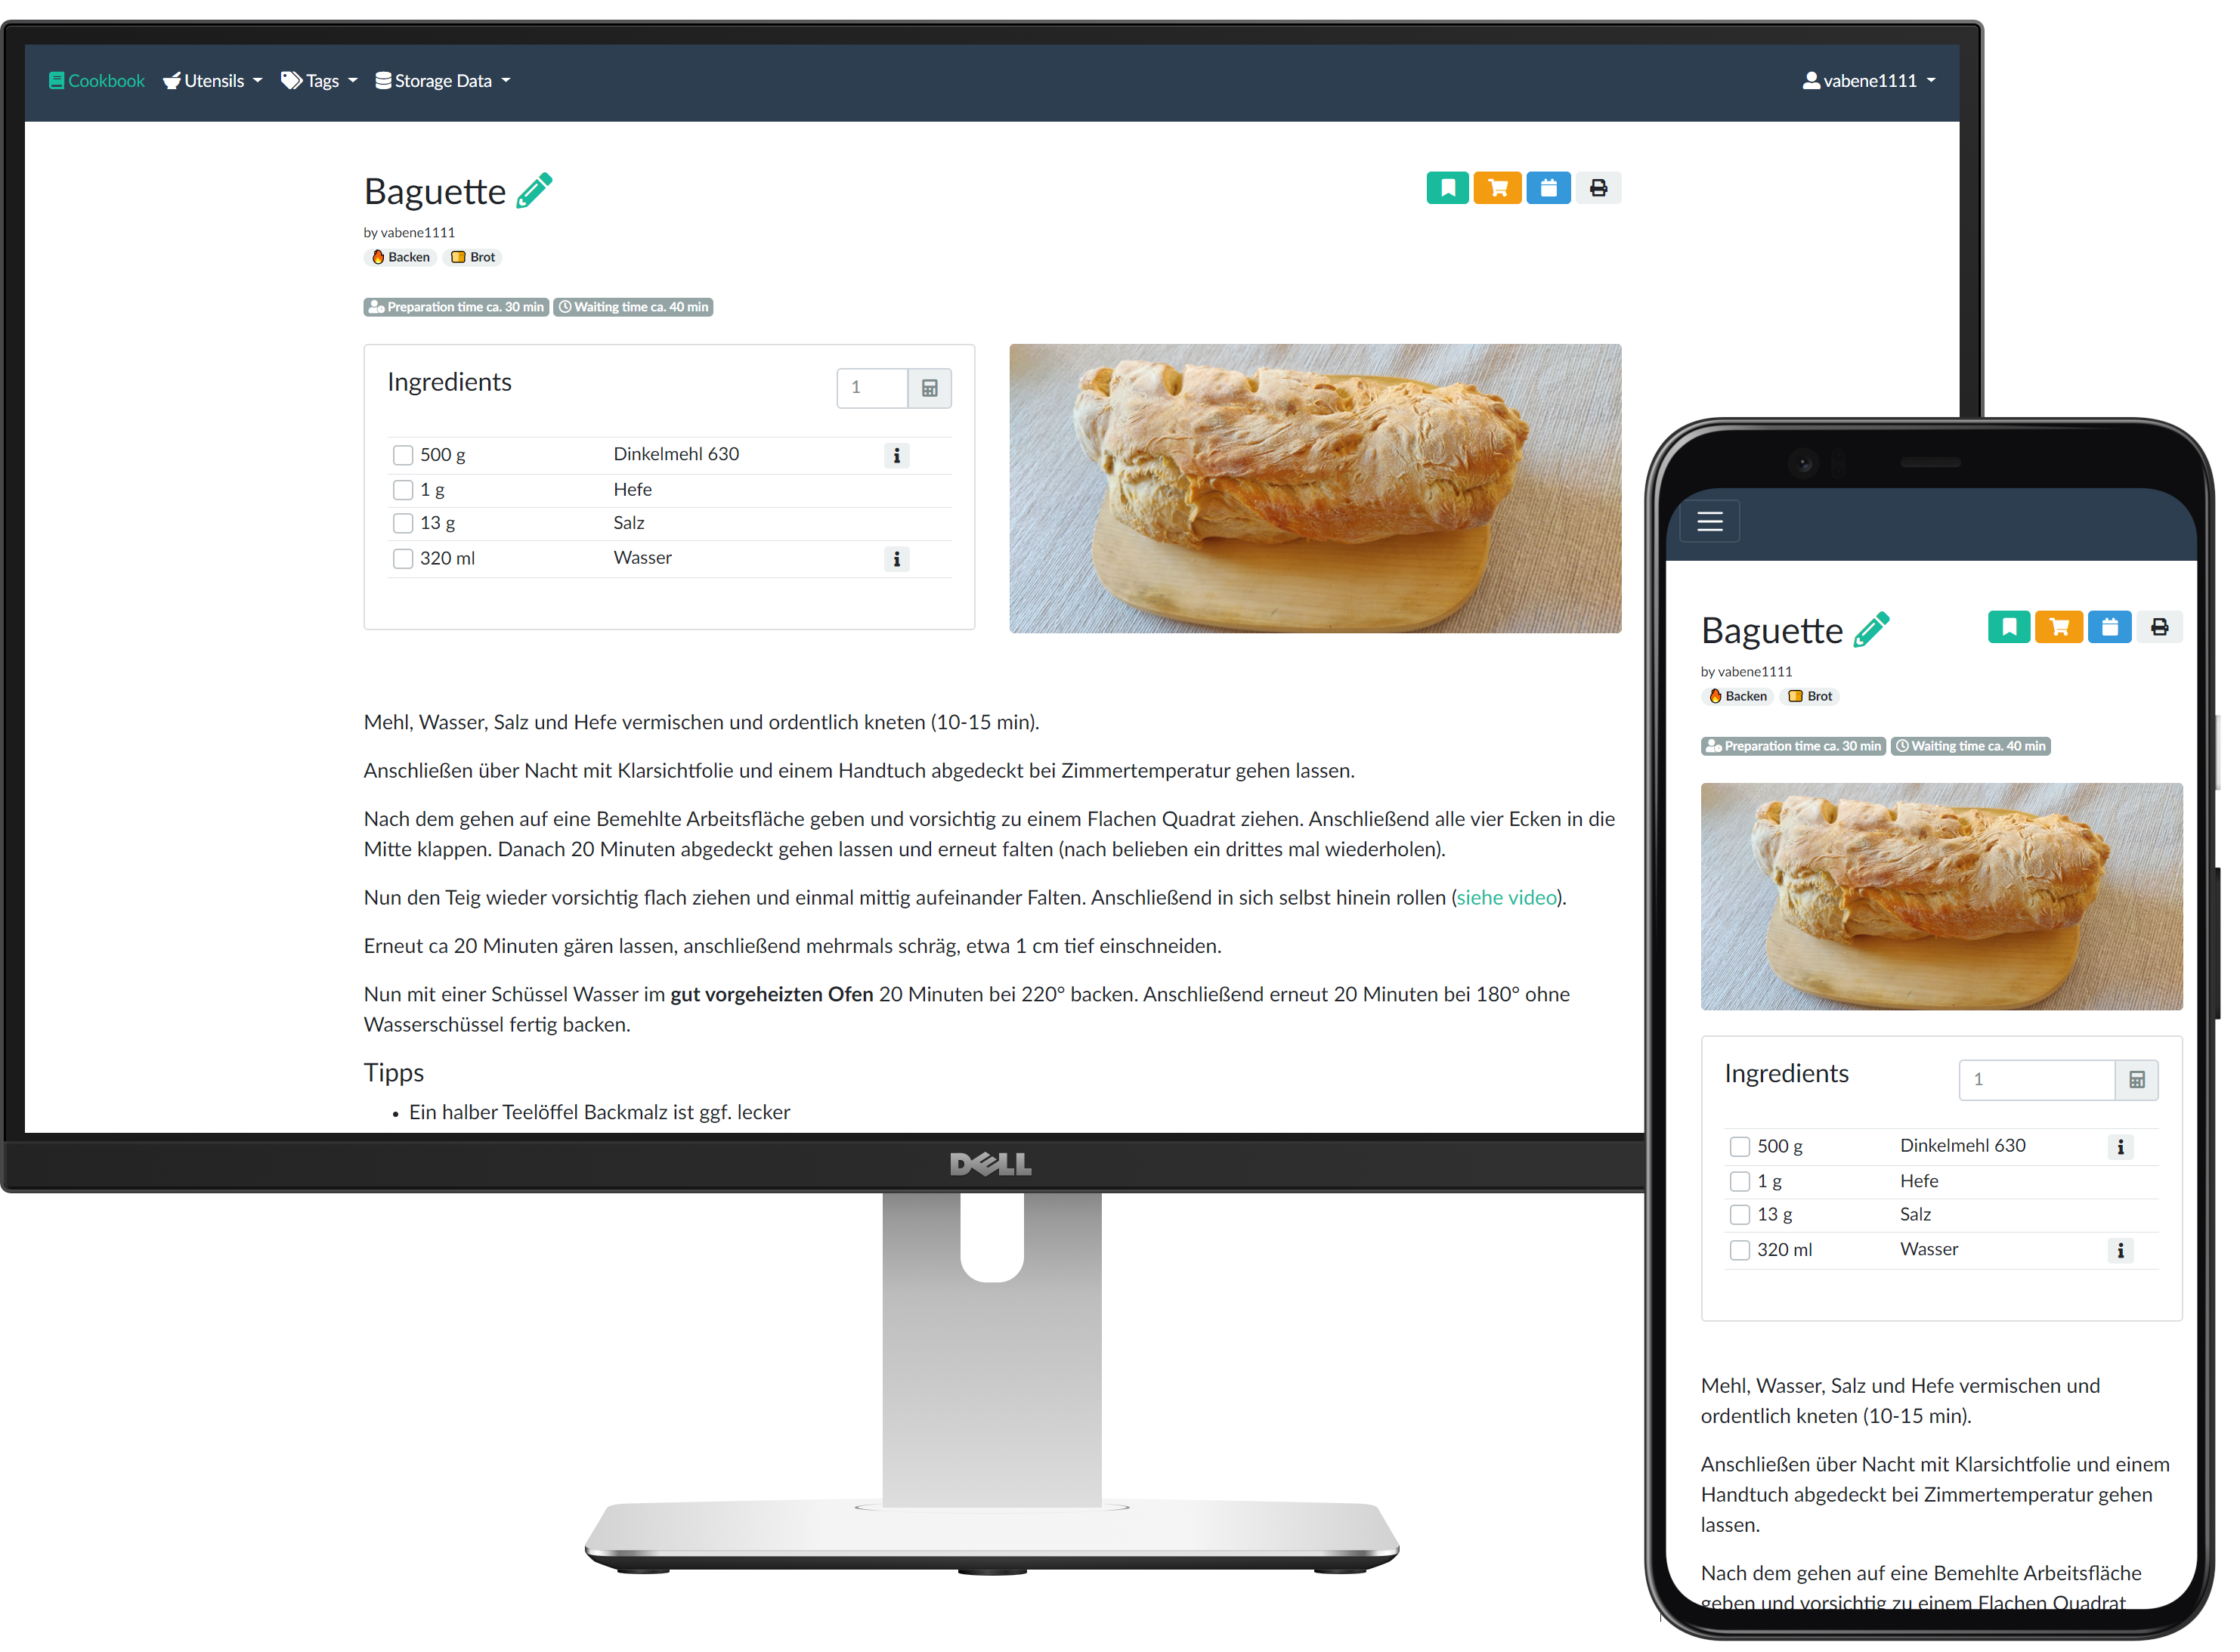 Cookbook Utensils Tags Storage Data vabene1111
Baguette
by vabene1111
Backen Brot
Preparation time ca. 30 min Waiting time ca. 40 min
Ingredients 1
500 g Dinkelmehl 630
1 g Hefe
13 g Salz
320 ml Wasser
Mehl, Wasser, Salz und Hefe vermischen und ordentlich kneten (10-15 min).
Anschließen über Nacht mit Klarsichtfolie und einem Handtuch abgedeckt bei Zimmertemperatur gehen lassen.
Nach dem gehen auf eine Bemehlte Arbeitsfläche geben und vorsichtig zu einem Flachen Quadrat ziehen. Anschließend alle vier Ecken in die
Mitte klappen. Danach 20 Minuten abgedeckt gehen lassen und erneut falten (nach belieben ein drittes mal wiederholen).
Nun den Teig wieder vorsichtig flach ziehen und einmal mittig aufeinander Falten. Anschließend in sich selbst hinein rollen (siehe video).
Erneut ca 20 Minuten gären lassen, anschließend mehrmals schräg, etwa 1 cm tief einschneiden.
Nun mit einer Schüssel Wasser im gut vorgeheizten Ofen 20 Minuten bei 220° backen. Anschließend erneut 20 Minuten bei 180° ohne
Wasserschüssel fertig backen.
Tipps
• Ein halber Teelöffel Backmalz ist ggf. lecker
DELL
Baguette
by vabene1111
Backen Brot
Preparation time ca. 30 min Waiting time ca. 40 min
Ingredients 1
500 g Dinkelmehl 630
1 g Hefe
13 g Salz
320 ml Wasser
Mehl, Wasser, Salz und Hefe vermischen und
ordentlich kneten (10-15 min).
Anschließen über Nacht mit Klarsichtfolie und einem
Handtuch abgedeckt bei Zimmertemperatur gehen
lassen.
Nach dem gehen auf eine Bemehlte Arbeitsfläche
geben und vorsichtig zu einem Flachen Quadrat